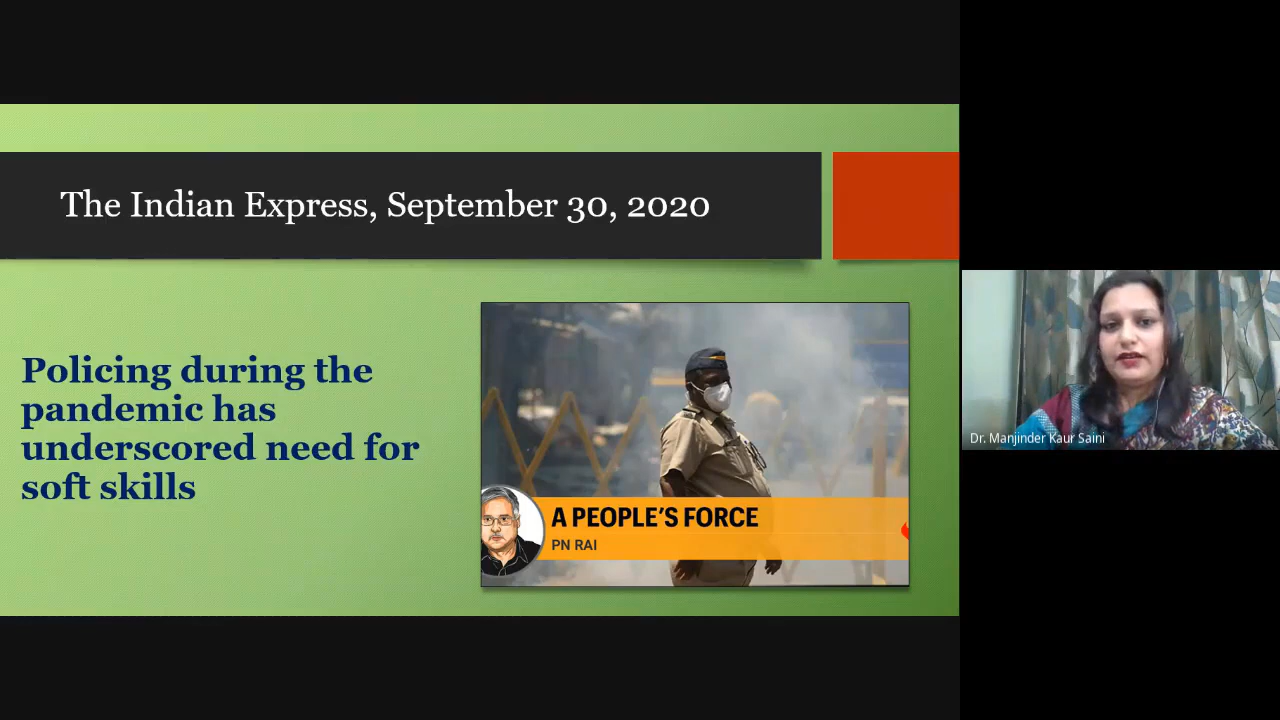 The Indian Express, September 30, 2020
Policing during the
pandemic has
underscored need for
soft skills
A PEOPLE'S FORCE
PN RAI
Dr. Manjinder Kaur Saini